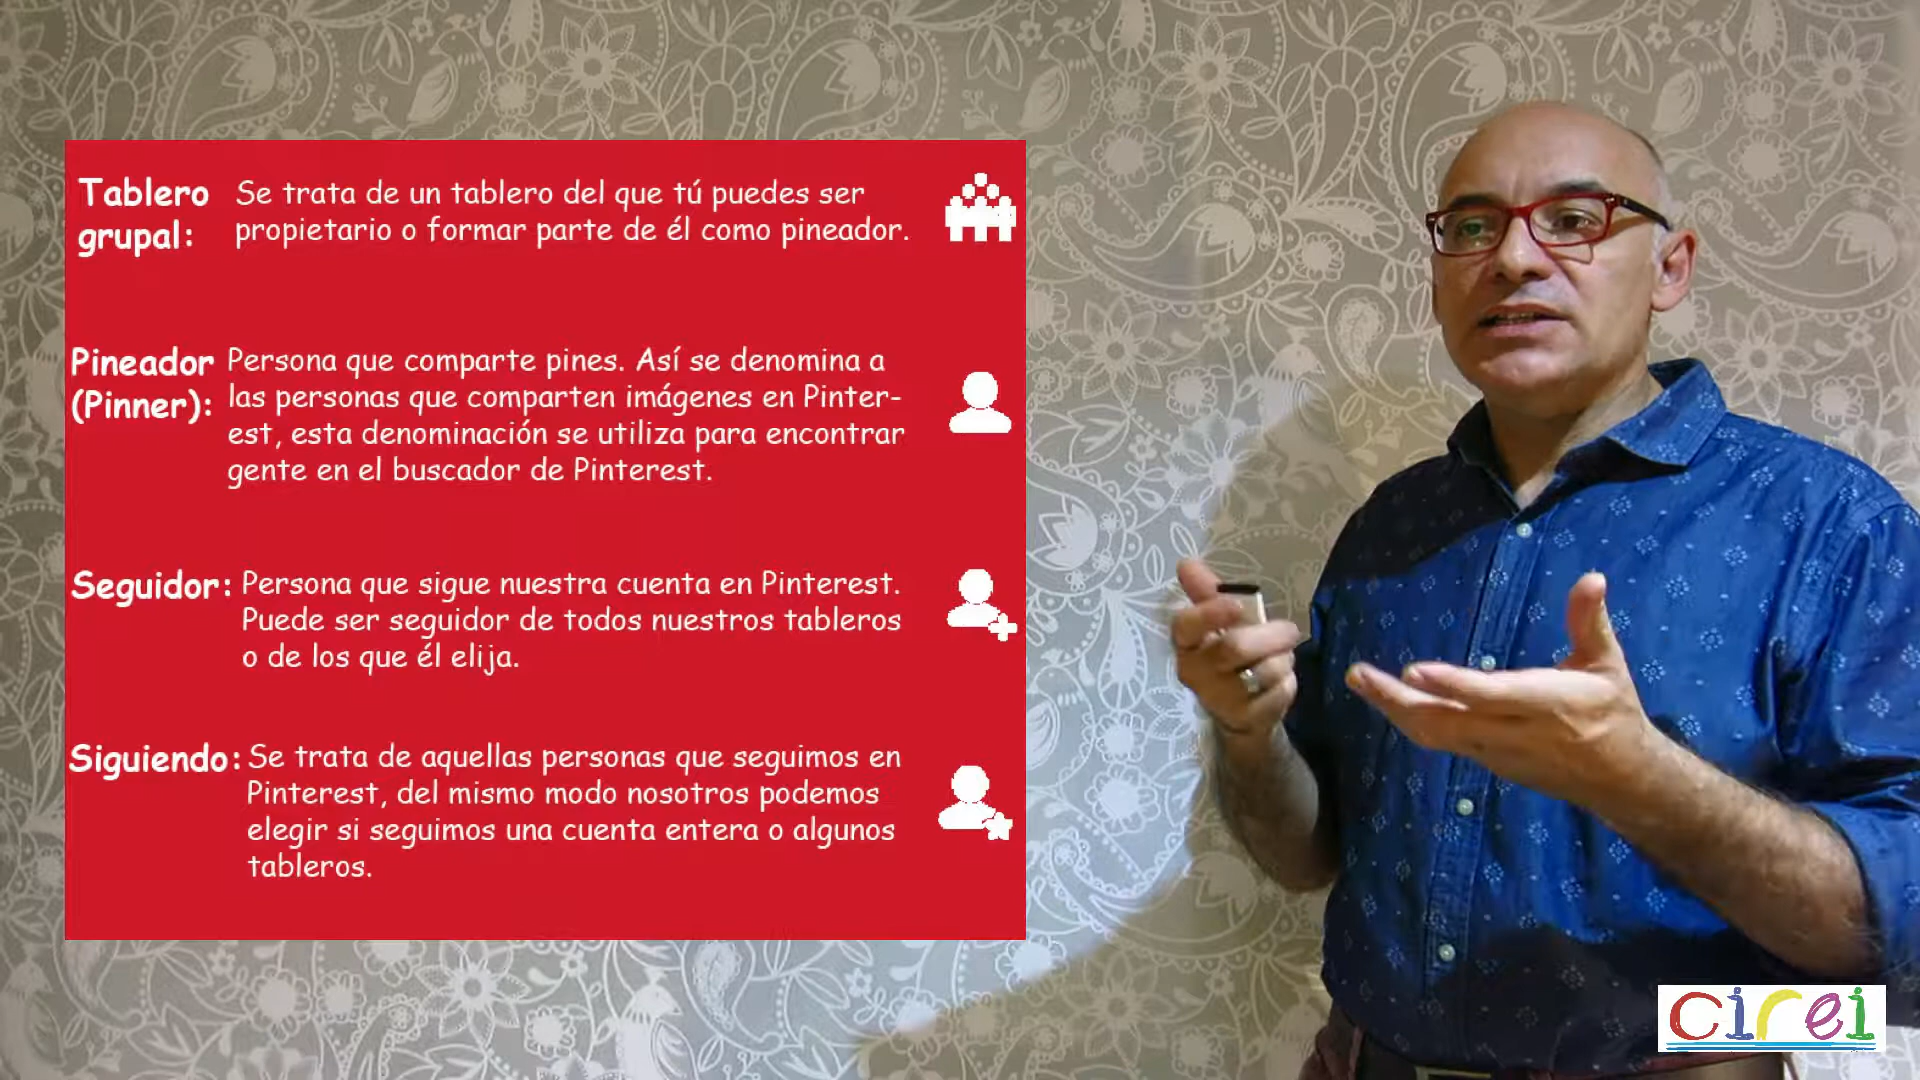 Tablero
grupal:
Se trata de un tablero del que tú puedes ser
propietario o formar parte de él como pineador.
Pineador
(Pinner):
Persona que comparte pines. Así se denomina a
las personas que comparten imágenes en Pinter-
est, esta denominación se utiliza para encontrar
gente en el buscador de Pinterest.
Seguidor:
Persona que sigue nuestra cuenta en Pinterest.
Puede ser seguidor de todos nuestros tableros
o de los que él elija.
Siguiendo:
Se trata de aquellas personas que seguimos en
Pinterest, del mismo modo nosotros podemos
elegir si seguimos una cuenta entera o algunos
tableros.
cirei